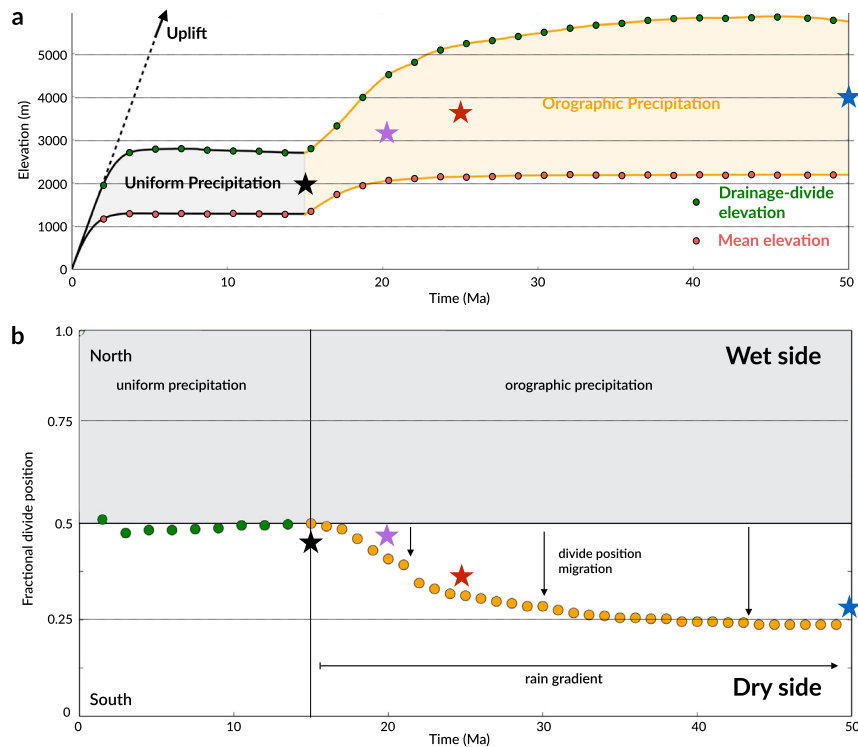 a
Uplift
5000
4000
3000
2000
1000
0
Elevation (m)
Orographic Precipitation
Uniform Precipitation
Drainage-divide
elevation
Mean elevation
0
10
20
30
40
50
Time (Ma)
b
1.0
0.75
0.5
0.25
0
Fractional divide position
North
Wet side
uniform precipitation
orographic precipitation
divide position
migration
rain gradient
South
Dry side
0
10
20
30
40
50
Time (Ma)